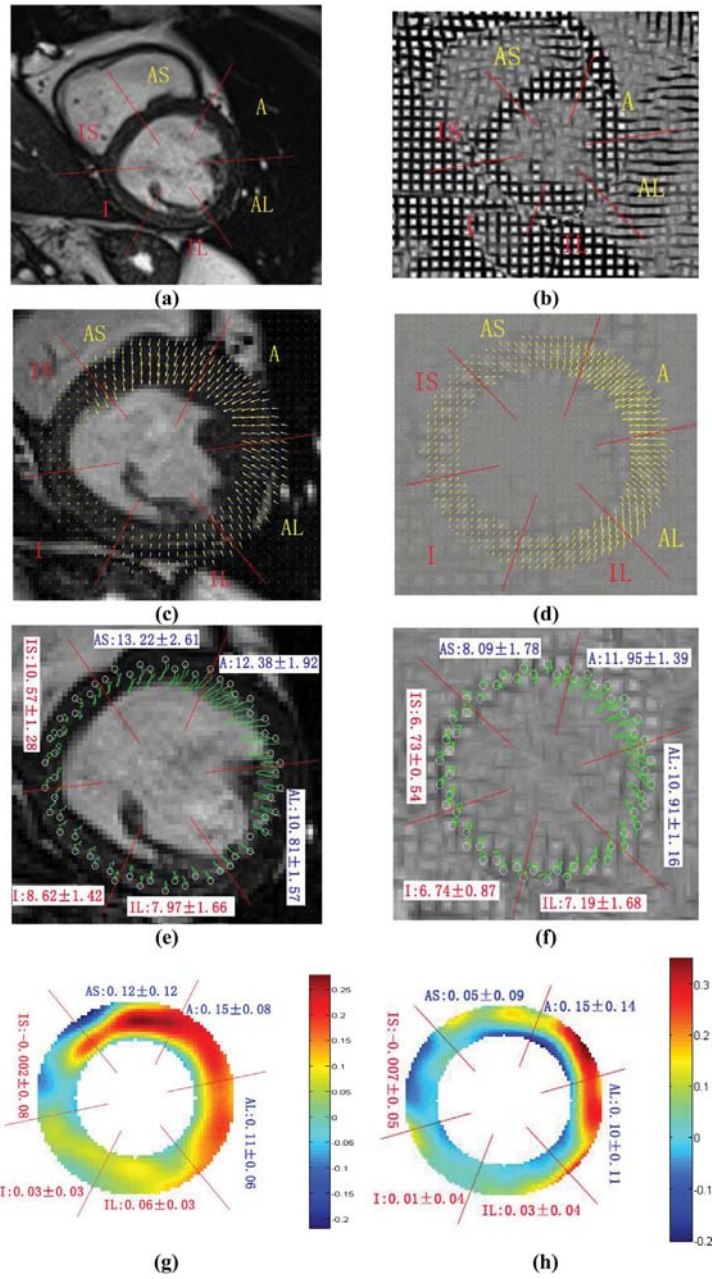 AS
A
IS
AL
I
IL
(a)
AS
A
IS
AL
I
IL
(b)
AS
IS
A
AL
I
IL
(c)
AS
A
IS
AL
I
IL
(d)
AS:13.22±2.61
A:12.38±1.92
IS:10.57±1.28
AL:10.81±1.57
I:8.62±1.42
IL:7.97±1.66
(e)
AS:8.09±1.78
A:11.95±1.39
IS:6.73±0.54
AL:10.91±1.16
I:6.74±0.87
IL:7.19±1.68
(f)
AS:0.12±0.12
A:0.15±0.08
IS:-0.002±0.08
AL:0.11±0.06
I:0.03±0.03
IL:0.06±0.03
0.25
0.2
0.15
0.1
0.05
0
-0.05
-0.1
-0.15
-0.2
(g)
AS:0.05±0.09
A:0.15±0.14
IS:-0.007±0.05
AL:0.10±0.11
I:0.01±0.04
IL:0.03±0.04
0.3
0.2
0.1
0
-0.1
-0.2
(h)